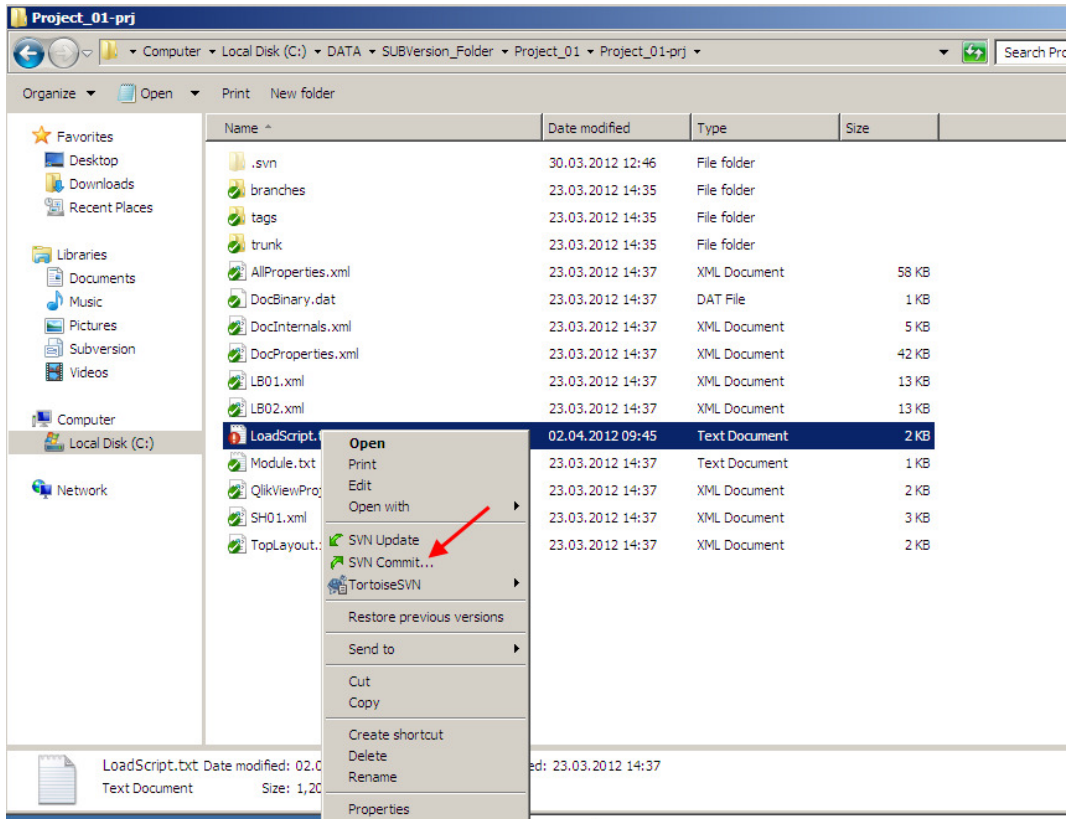 Project_01-prj
Computer Local Disk (C:) DATA SUBVersion_Folder Project_01 Project_01-prj Search Pro
Organize Open Print New folder
Favorites
Desktop
Downloads
Recent Places
Libraries
Documents
Music
Pictures
Subversion
Videos
Computer
Local Disk (C:)
Network
Name Date modified Type Size
.svn 30.03.2012 12:46 File folder
branches 23.03.2012 14:35 File folder
tags 23.03.2012 14:35 File folder
trunk 23.03.2012 14:35 File folder
AllProperties.xml 23.03.2012 14:37 XML Document 58 KB
DocBinary.dat 23.03.2012 14:37 DAT File 1 KB
DocInternals.xml 23.03.2012 14:37 XML Document 5 KB
DocProperties.xml 23.03.2012 14:37 XML Document 42 KB
LB01.xml 23.03.2012 14:37 XML Document 13 KB
LB02.xml 23.03.2012 14:37 XML Document 13 KB
LoadScript.t 02.04.2012 09:45 Text Document 2 KB
Module.txt 23.03.2012 14:37 Text Document 1 KB
QlikViewProj 23.03.2012 14:37 XML Document 2 KB
SH01.xml 23.03.2012 14:37 XML Document 3 KB
TopLayout. 23.03.2012 14:37 XML Document 2 KB
Open
Print
Edit
Open with
SVN Update
SVN Commit...
TortoiseSVN
Restore previous versions
Send to
Cut
Copy
Create shortcut
Delete
Rename
Properties
LoadScript.txt Date modified: 02.0 ed: 23.03.2012 14:37
Text Document Size: 1,20